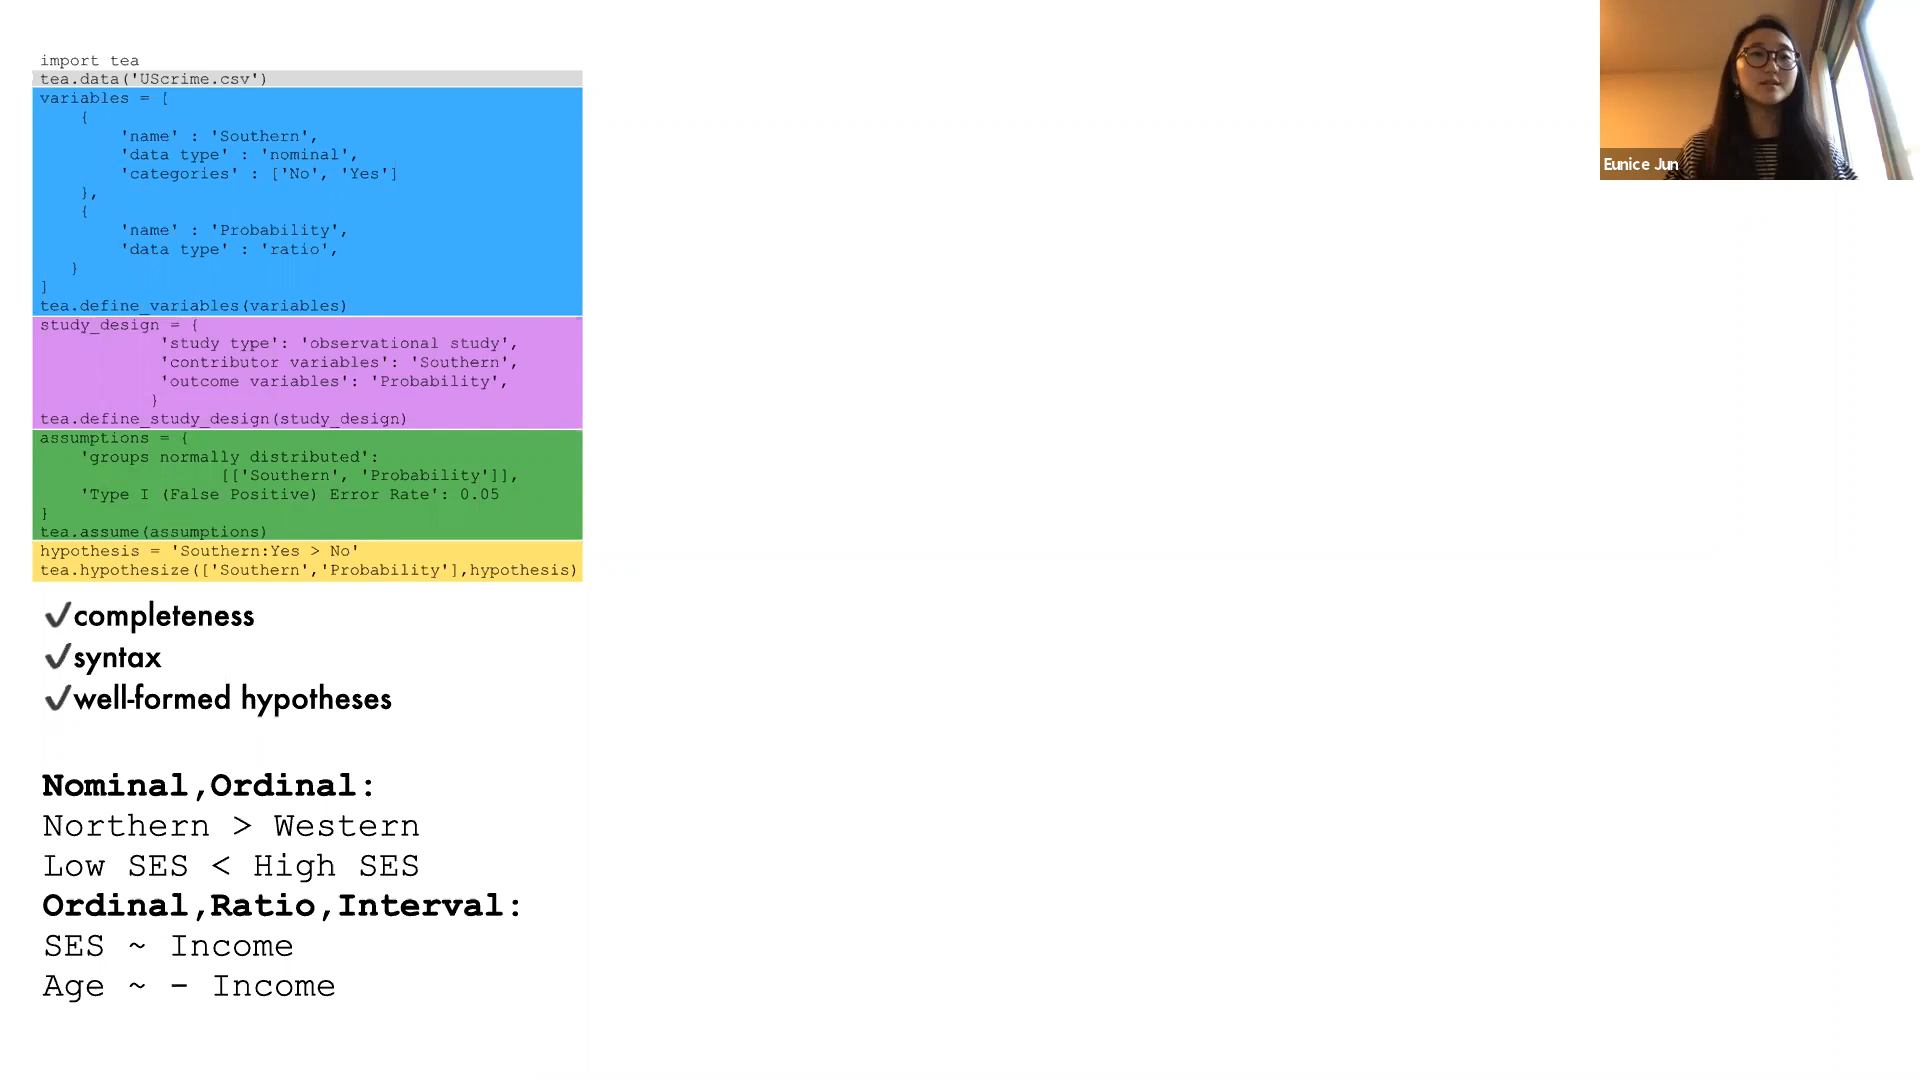 import tea
tea.data('UScrime.csv')
variables = [
{
'name' : 'Southern',
'data type' : 'nominal',
'categories' : ['No', 'Yes']
},
{
'name' : 'Probability',
'data type' : 'ratio',
}
]
tea.define_variables(variables)
study_design = {
'study type': 'observational study',
'contributor variables': 'Southern',
'outcome variables': 'Probability',
}
tea.define_study_design(study_design)
assumptions = {
'groups normally distributed':
[['Southern', 'Probability']],
'Type I (False Positive) Error Rate': 0.05
}
tea.assume(assumptions)
hypothesis = 'Southern:Yes > No'
tea.hypothesize(['Southern','Probability'],hypothesis)
✓completeness
✓syntax
✓well-formed hypotheses
Nominal,Ordinal:
Northern > Western
Low SES < High SES
Ordinal,Ratio,Interval:
SES ~ Income
Age ~ - Income
Eunice Jun